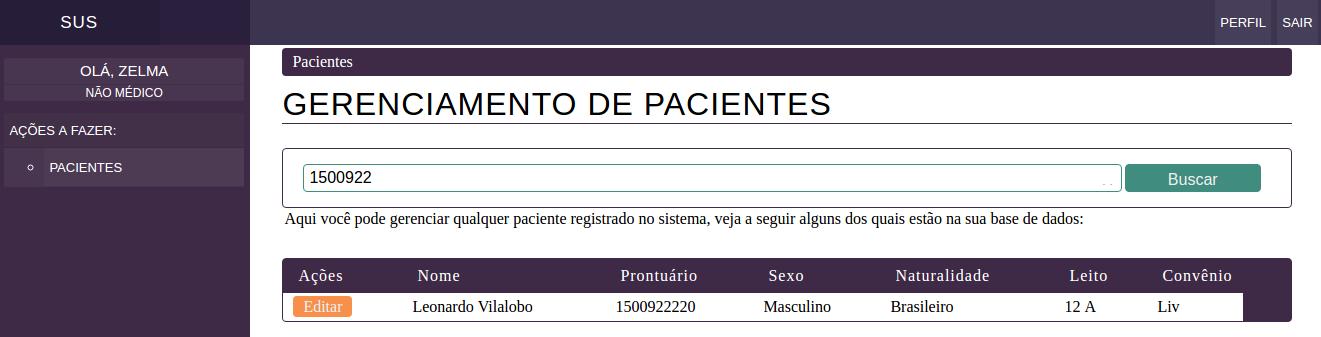 SUS
PERFIL SAIR
OLÁ, ZELMA
NÃO MÉDICO
AÇÕES A FAZER:
PACIENTES
Pacientes
GERENCIAMENTO DE PACIENTES
1500922
Buscar
Aqui você pode gerenciar qualquer paciente registrado no sistema, veja a seguir alguns dos quais estão na sua base de dados:
Ações Nome Prontuário Sexo Naturalidade Leito Convênio
Editar Leonardo Vilalobo 1500922220 Masculino Brasileiro 12 A Liv